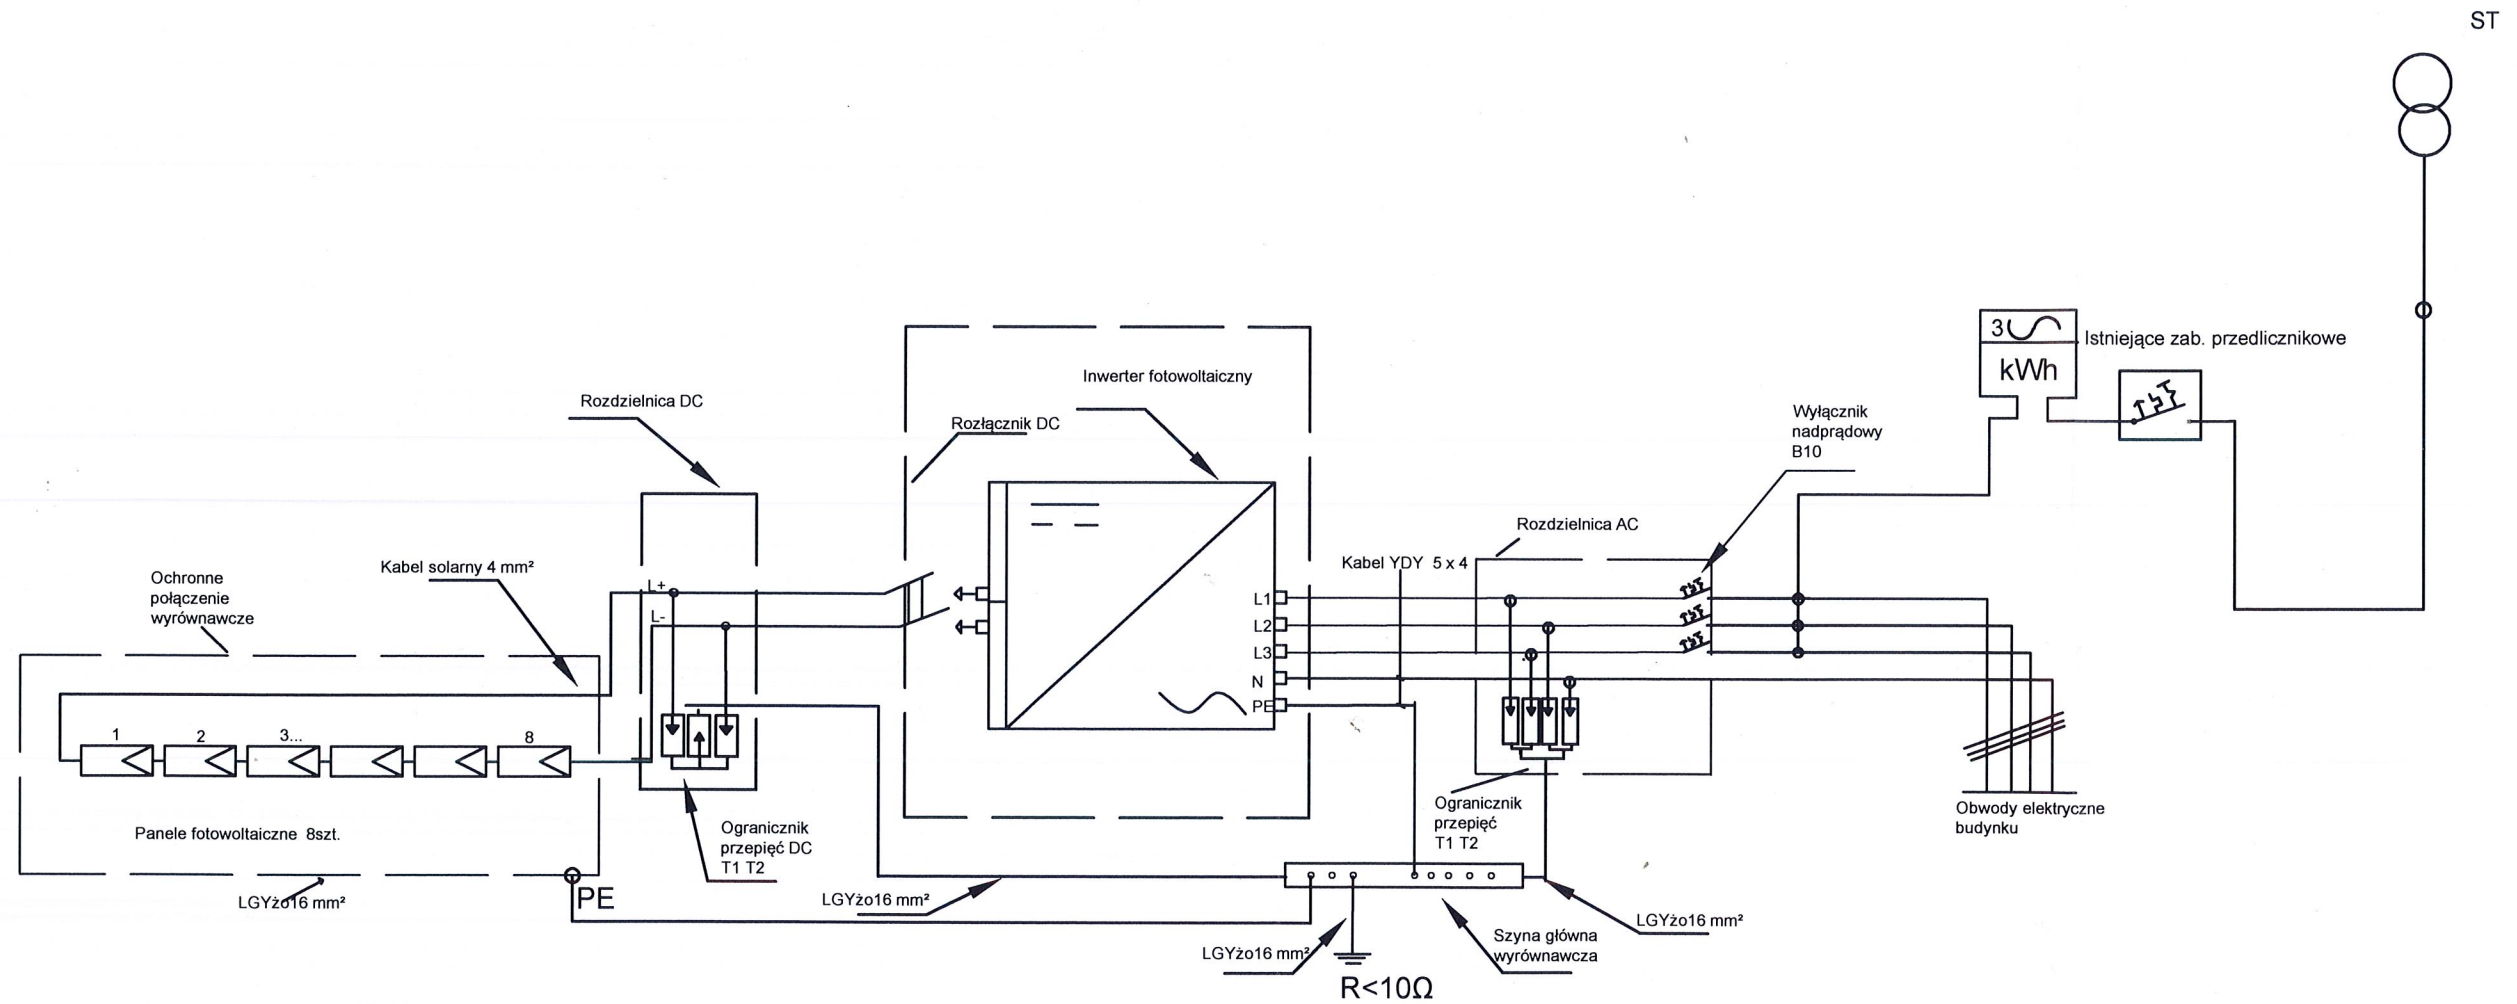 ST
3
Istniejące zab. przedlicznikowe
kWh
Inwerter fotowoltaiczny
Rozdzielnica DC
Rozłącznik DC
Wyłącznik
nadprądowy
B10
Rozdzielnica AC
Kabel YDY 5 x 4
Kabel solarny 4 mm²
Ochronne
połączenie
wyrównawcze
L+
L-
L1
L2
L3
N
PE
1
2
3...
8
Panele fotowoltaiczne 8szt.
Ogranicznik
przepięć DC
T1 T2
Ogranicznik
przepięć
T1 T2
Obwody elektryczne
budynku
LGYżo16 mm²
PE
LGYżo16 mm²
LGYżo16 mm²
LGYżo16 mm²
Szyna główna
wyrównawcza
R<10Ω